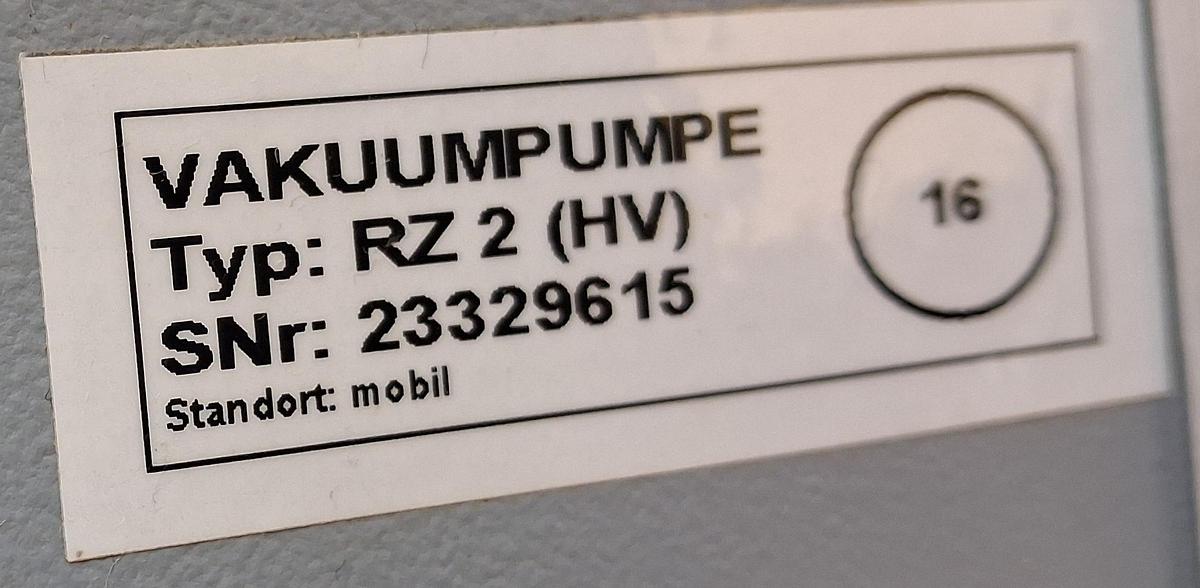 VAKUUMPUMPE
Typ: RZ 2 (HV)
SNr: 23329615
Standort: mobil
16